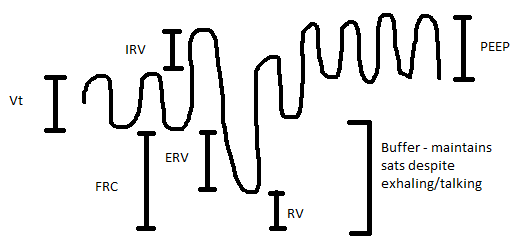 IRV
PEEP
Vt
Buffer - maintains
sats despite
exhaling/talking
ERV
FRC
RV